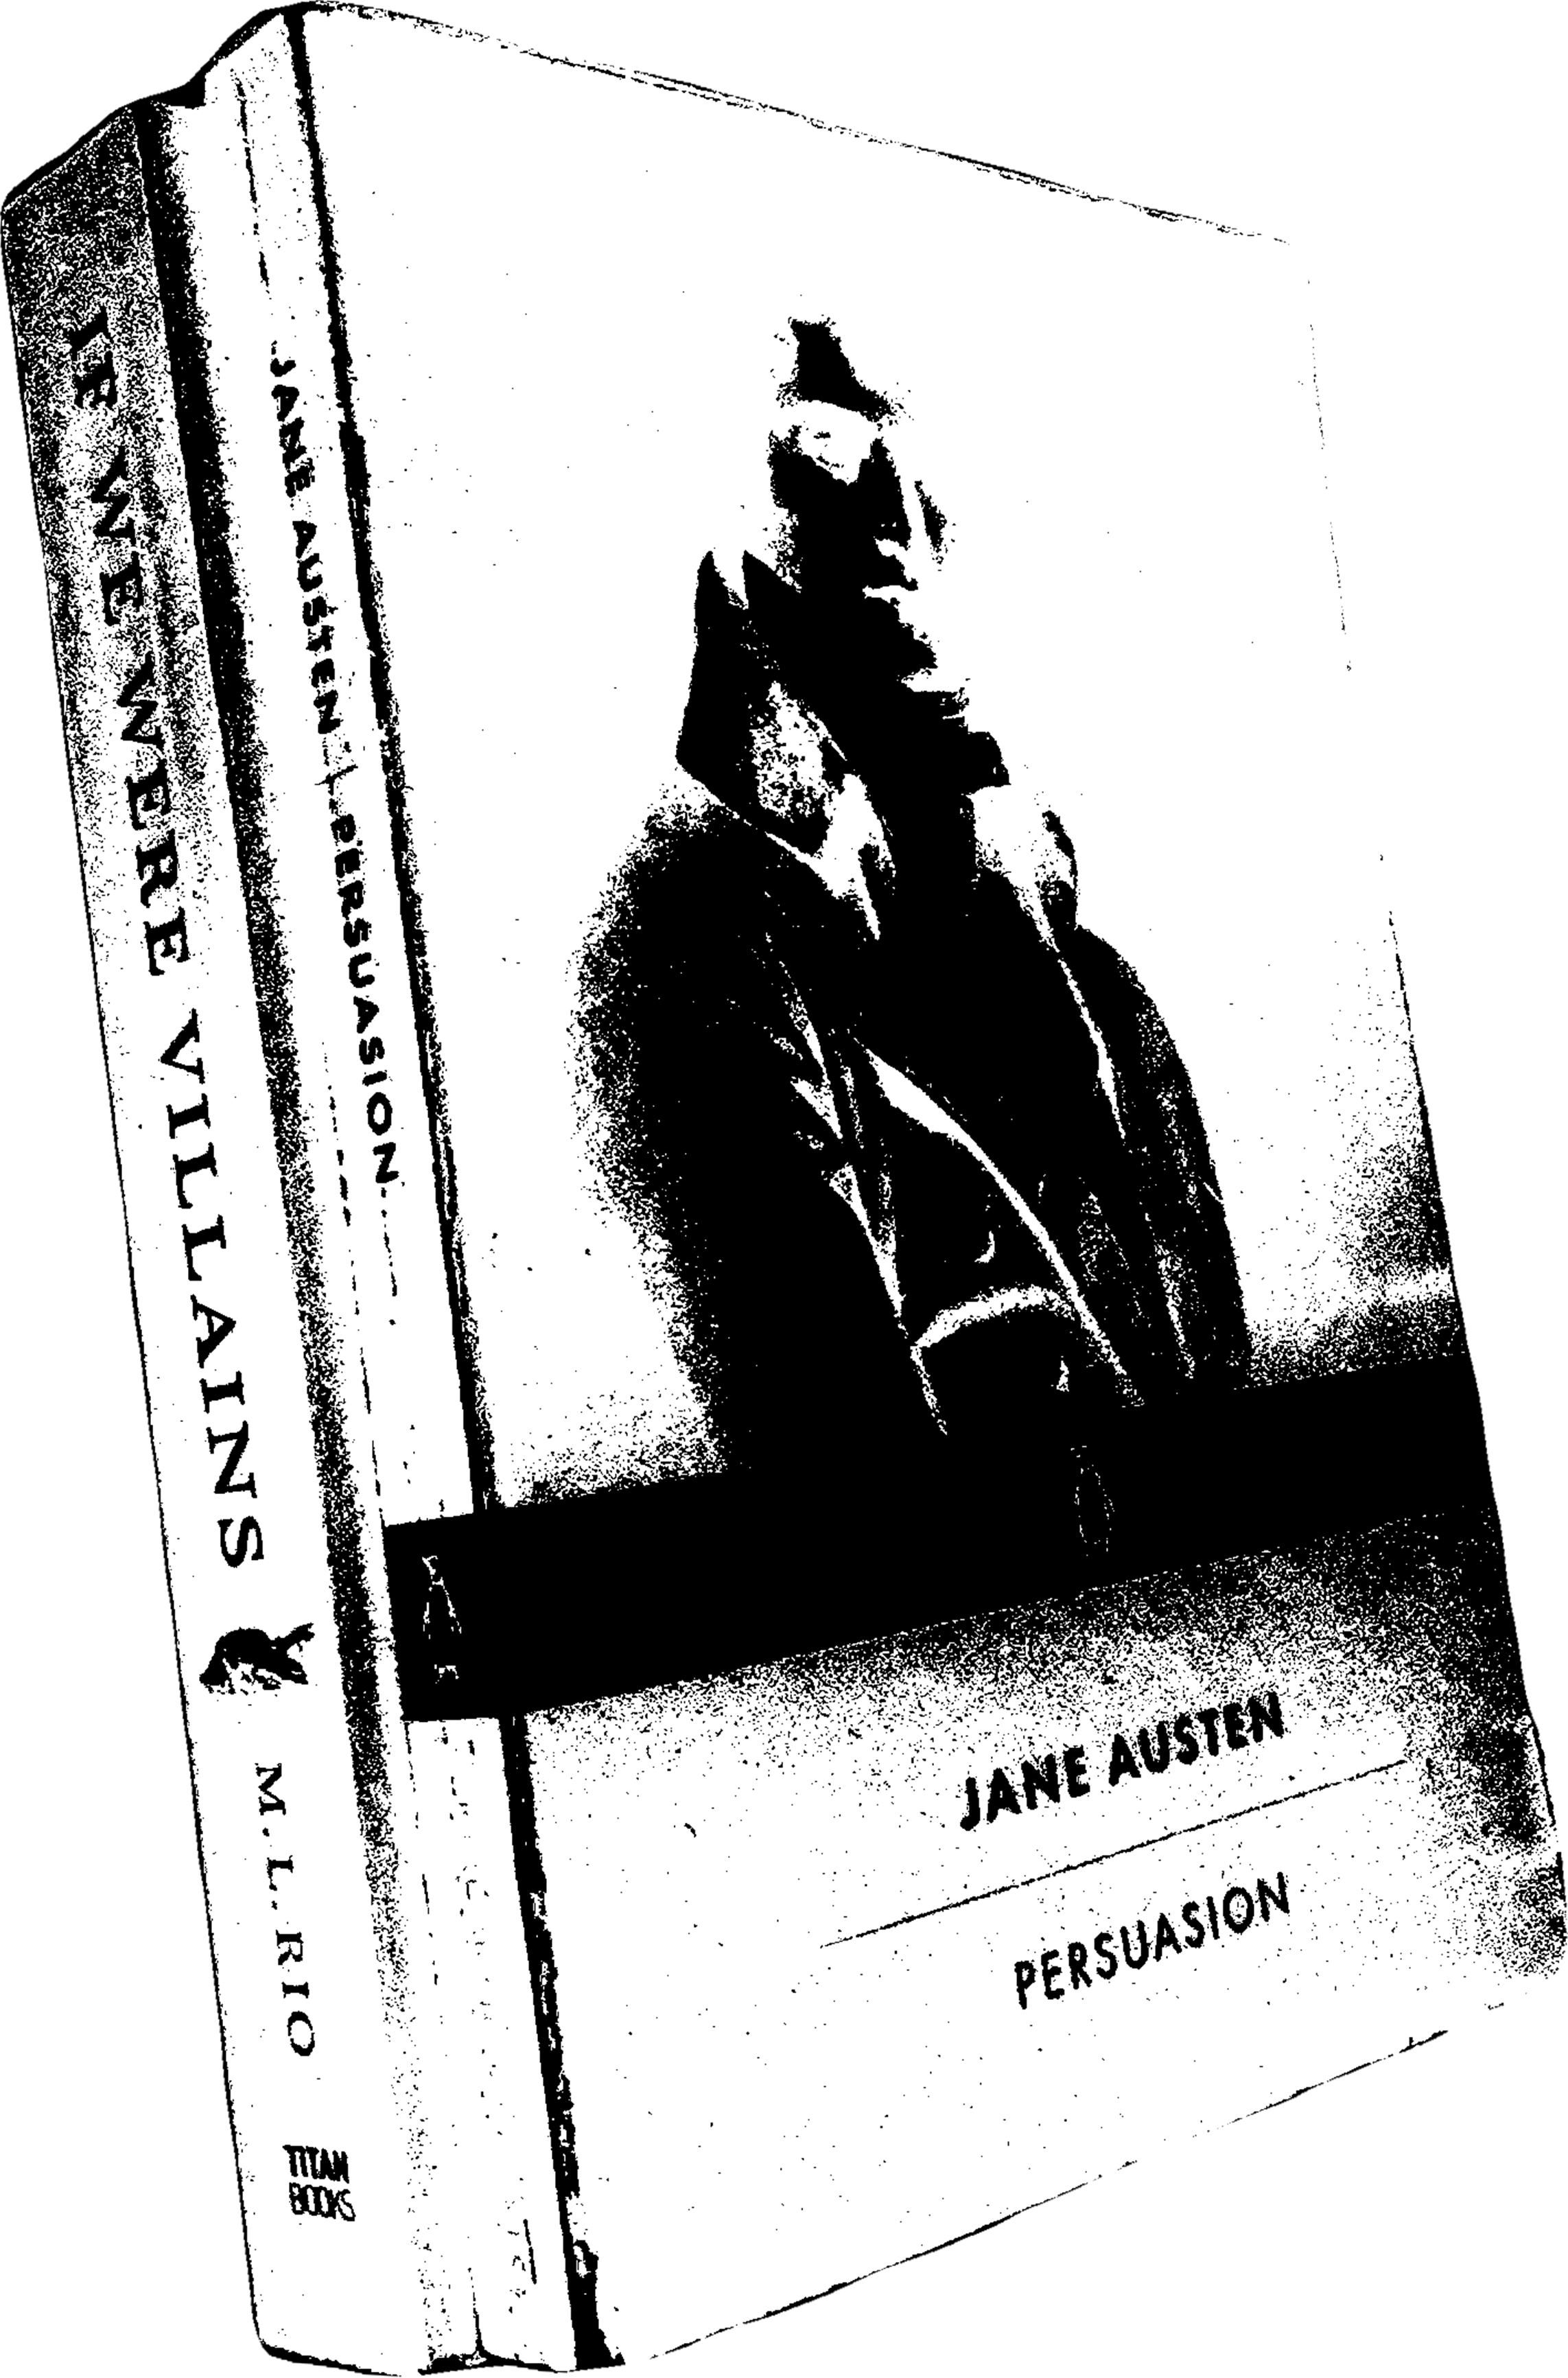 IF WE WERE VILLAINS
M. L. RIO
TITAN
BOOKS
JANE AUSTEN | PERSUASION
JANE AUSTEN
PERSUASION